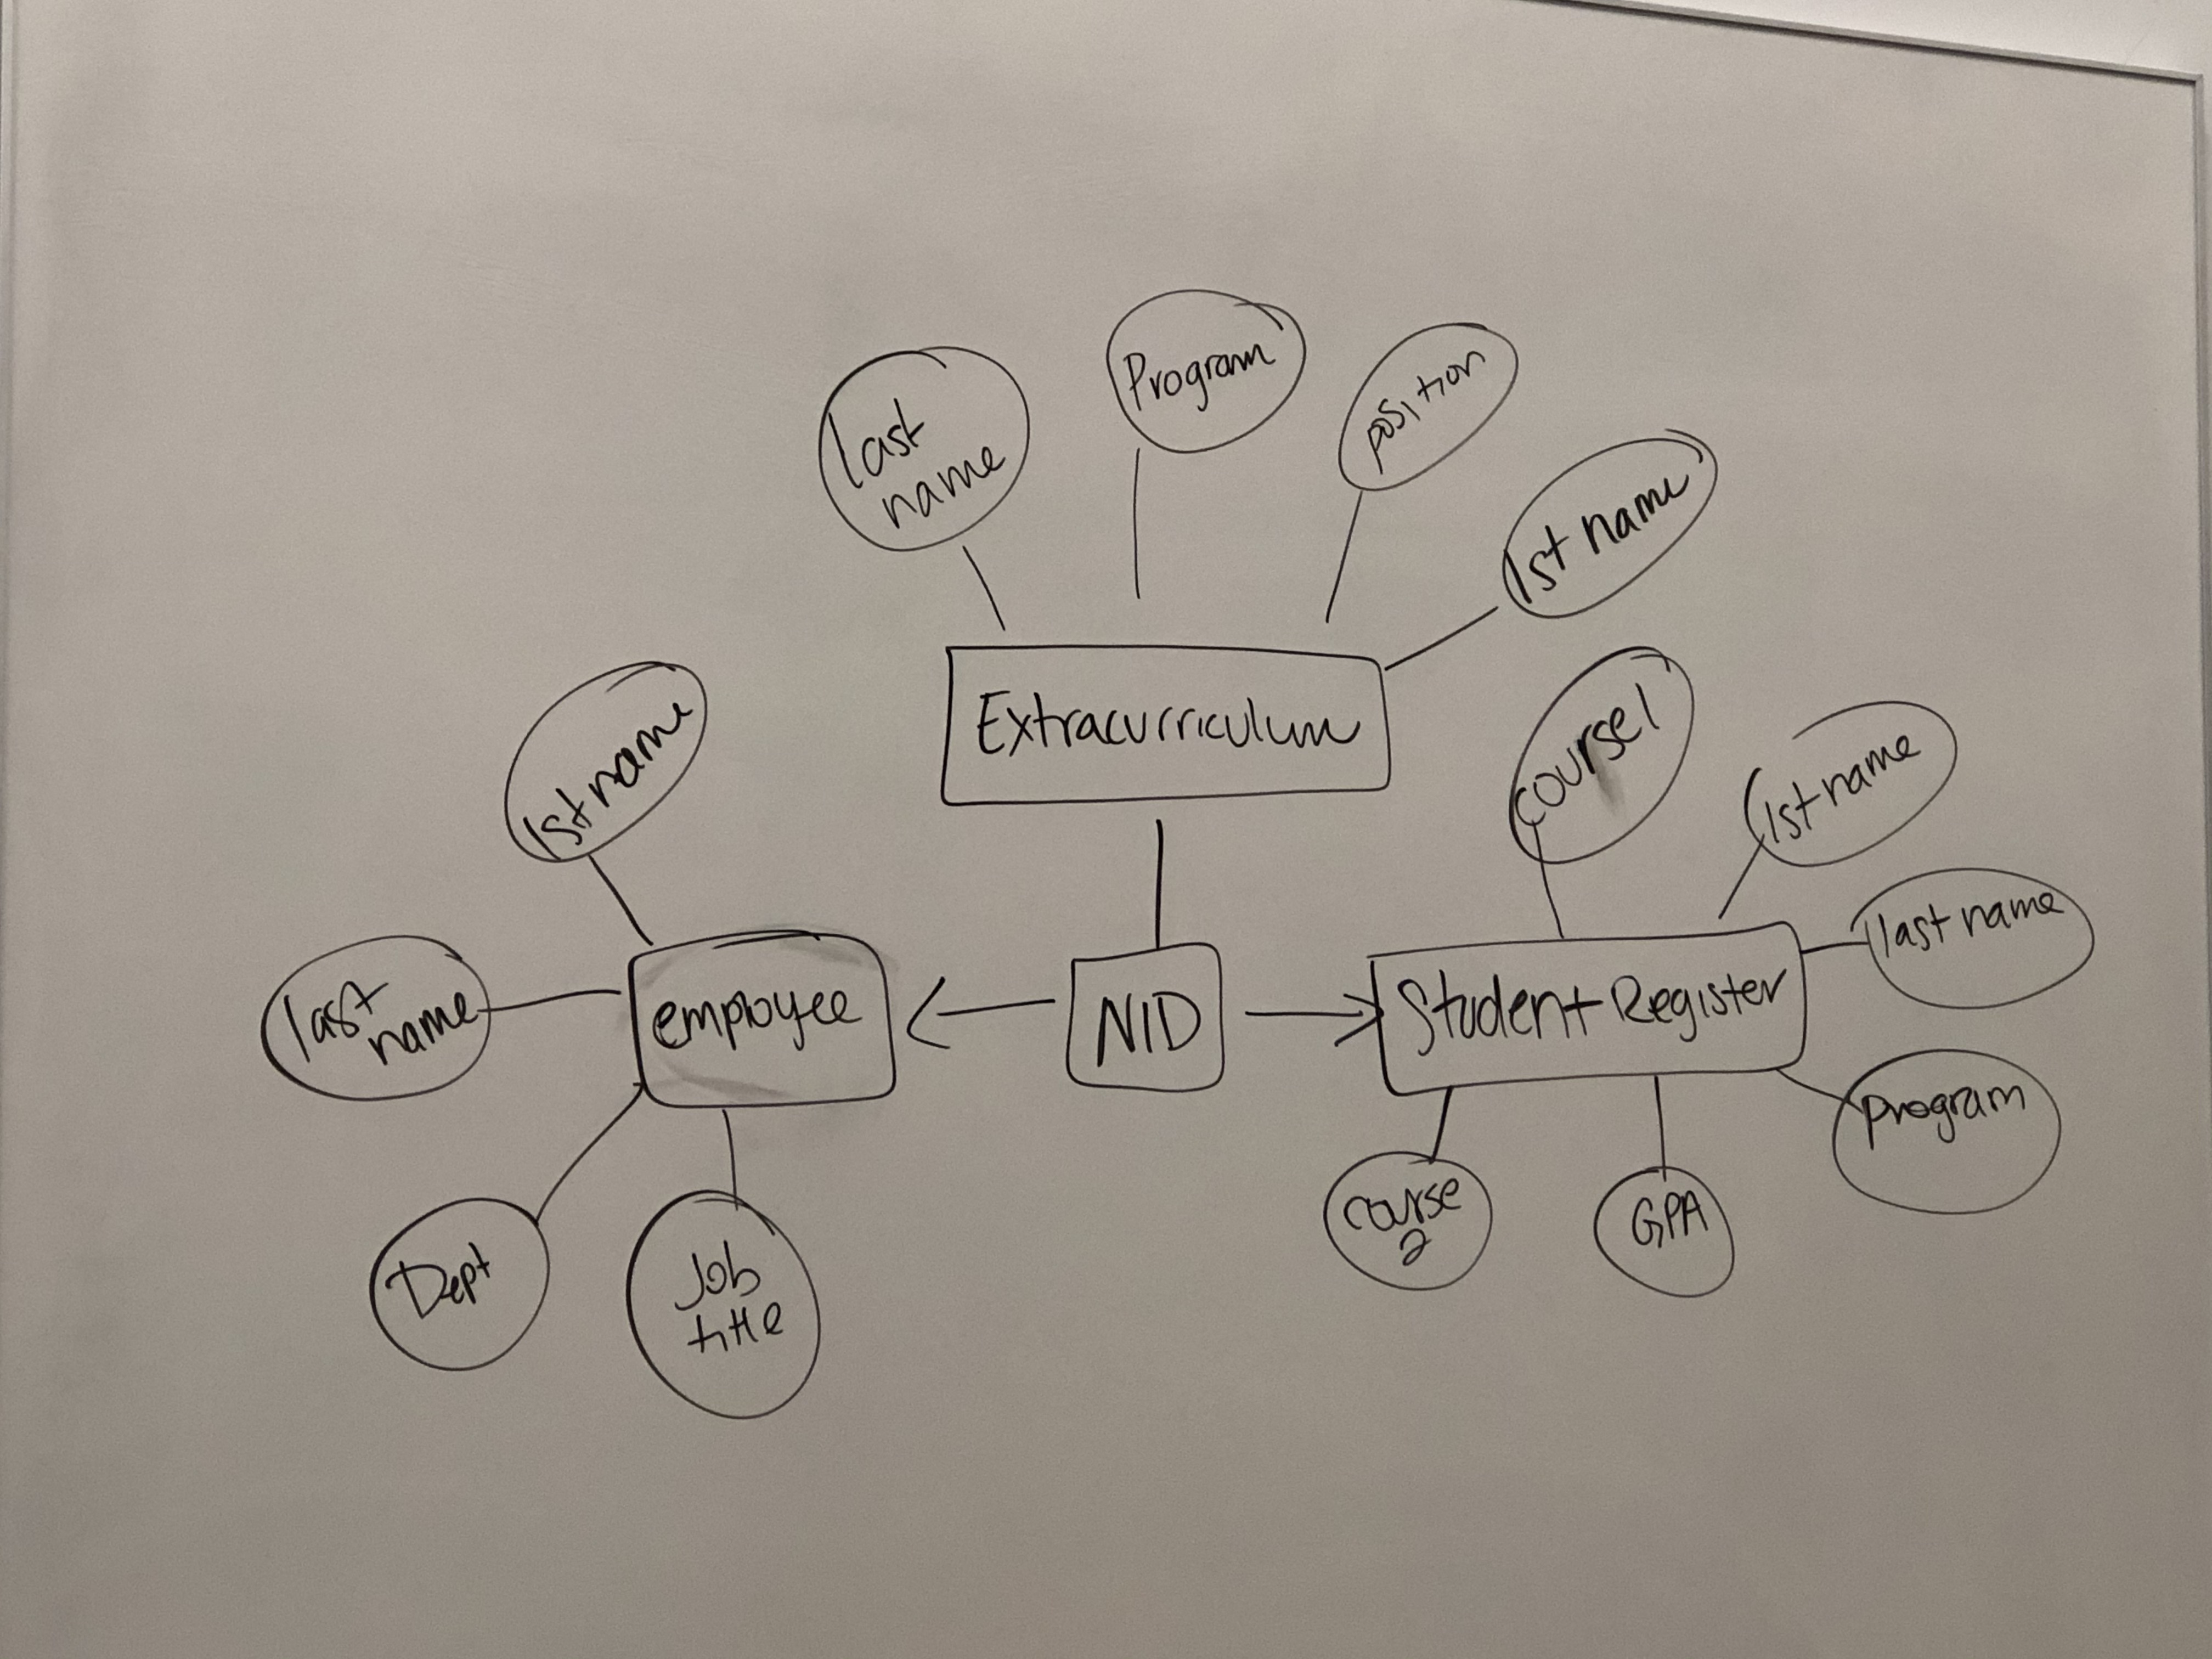 Program
position
last
name
1st name
Extracurriculum
course1
1st name
1st name
last name
last
name
employee
NID
Student Register
program
course
2
GPA
Dept
Job
title